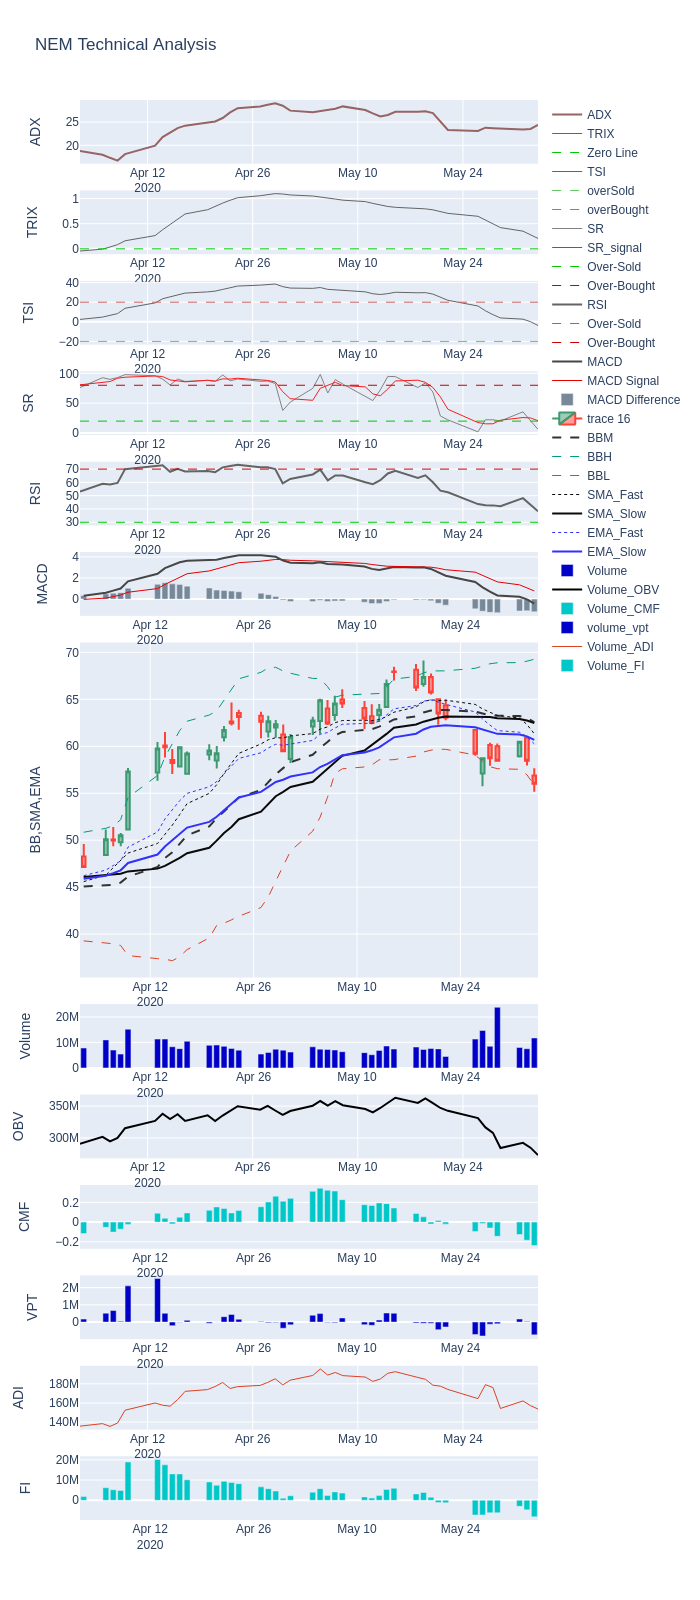 NEM Technical Analysis
ADX
25
20
Apr 12
2020
Apr 26
May 10
May 24
TRIX
1
0.5
0
Apr 12
2020
Apr 26
May 10
May 24
TSI
40
20
0
−20
Apr 12
2020
Apr 26
May 10
May 24
SR
100
50
0
Apr 12
2020
Apr 26
May 10
May 24
RSI
70
60
50
40
30
Apr 12
2020
Apr 26
May 10
May 24
MACD
4
2
0
Apr 12
2020
Apr 26
May 10
May 24
BB,SMA,EMA
70
65
60
55
50
45
40
Apr 12
2020
Apr 26
May 10
May 24
Volume
20M
10M
0
Apr 12
2020
Apr 26
May 10
May 24
OBV
350M
300M
Apr 12
2020
Apr 26
May 10
May 24
CMF
0.2
0
−0.2
Apr 12
2020
Apr 26
May 10
May 24
VPT
2M
1M
0
Apr 12
2020
Apr 26
May 10
May 24
ADI
180M
160M
140M
Apr 12
2020
Apr 26
May 10
May 24
FI
20M
10M
0
Apr 12
2020
Apr 26
May 10
May 24
ADX
TRIX
Zero Line
TSI
overSold
overBought
SR
SR_signal
Over-Sold
Over-Bought
RSI
Over-Sold
Over-Bought
MACD
MACD Signal
MACD Difference
trace 16
BBM
BBH
BBL
SMA_Fast
SMA_Slow
EMA_Fast
EMA_Slow
Volume
Volume_OBV
Volume_CMF
volume_vpt
Volume_ADI
Volume_FI